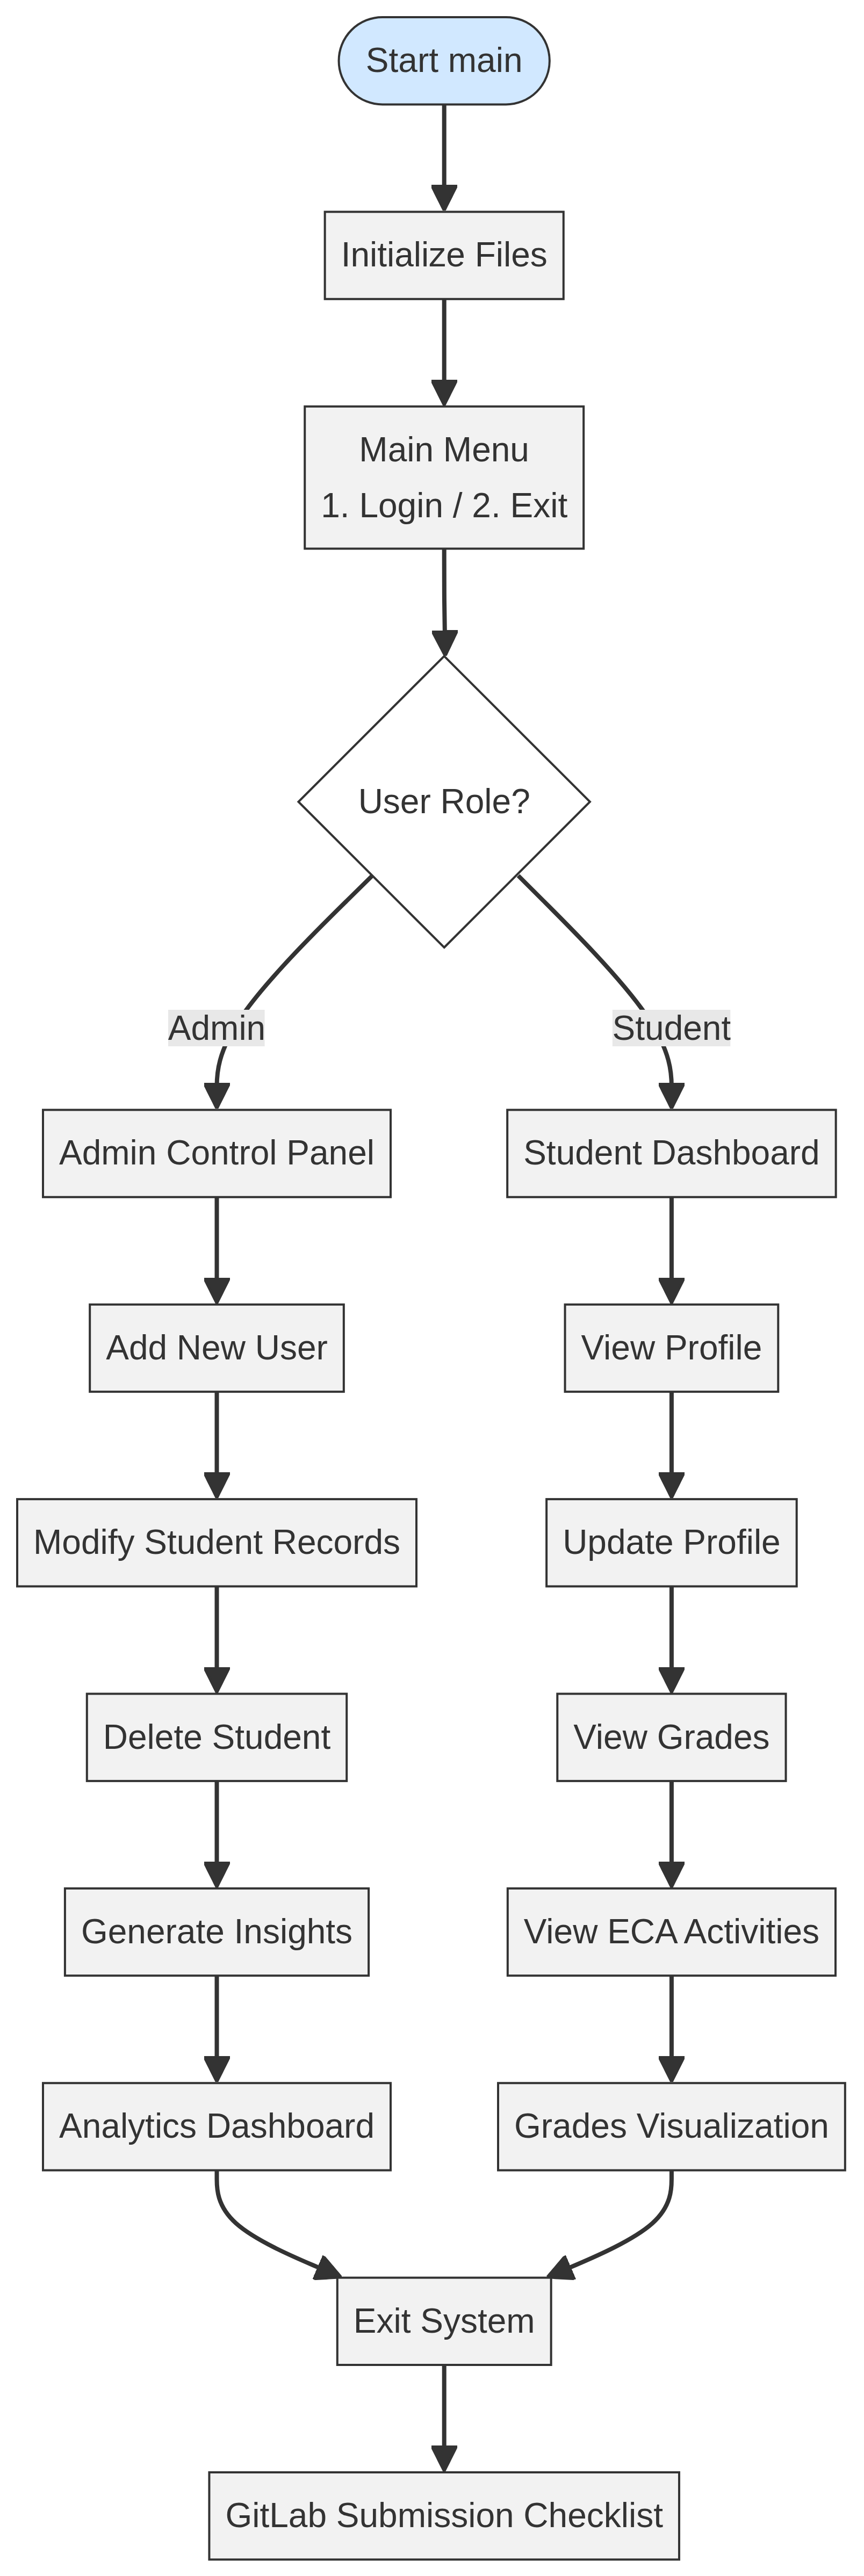 Start main
Initialize Files
Main Menu
1. Login / 2. Exit
User Role?
Admin
Student
Admin Control Panel
Student Dashboard
Add New User
View Profile
Modify Student Records
Update Profile
Delete Student
View Grades
Generate Insights
View ECA Activities
Analytics Dashboard
Grades Visualization
Exit System
GitLab Submission Checklist